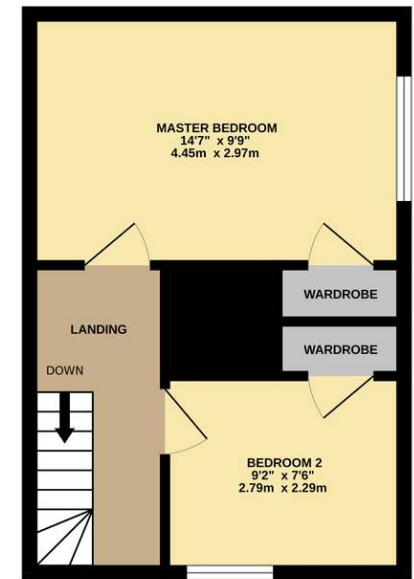 MASTER BEDROOM
14'7" x 9'9"
4.45m x 2.97m
WARDROBE
LANDING
WARDROBE
DOWN
BEDROOM 2
9'2" x 7'6"
2.79m x 2.29m